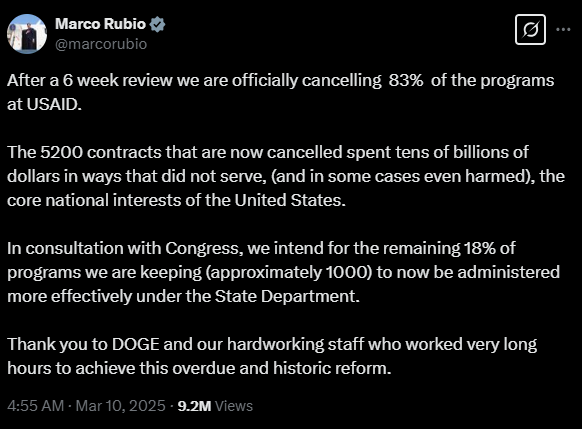 Marco Rubio
@marcorubio
After a 6 week review we are officially cancelling 83% of the programs
at USAID.
The 5200 contracts that are now cancelled spent tens of billions of
dollars in ways that did not serve, (and in some cases even harmed), the
core national interests of the United States.
In consultation with Congress, we intend for the remaining 18% of
programs we are keeping (approximately 1000) to now be administered
more effectively under the State Department.
Thank you to DOGE and our hardworking staff who worked very long
hours to achieve this overdue and historic reform.
4:55 AM · Mar 10, 2025 · 9.2M Views